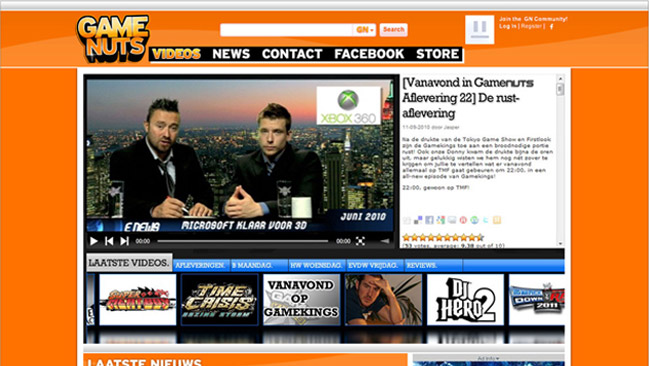 GAME
NUTS
GN
Search
Join the GN Community!
Log in | Register |
VIDEOS NEWS CONTACT FACEBOOK STORE
XBOX 360
JUNI 2010
E NEWS MICROSOFT KLAAR VOOR 3D
00:00 00:00
[Vanavond in Gamenuts
Aflevering 22] De rust-
aflevering
11-09-2010 door Jasper
Na de drukte van de Tokyo Game Show en Firstlook
zijn de Gamekings toe aan een broodnodige portie
rust! Ook onze Donny kwam de drukte bijna de oren
uit, maar gelukkig wisten we hem nog nét zover te
krijgen om jullie te vertellen wat er vanavond
allemaal op TMF gaat gebeuren om 22:00, in een
all-new episode van Gamekings!
22:00, gewoon op TMF!
(53 votes, average: 9.38 out of 10)
LAATSTE VIDEOS. AFLEVERINGEN. B MAANDAG. HW WOENSDAG. EVDW VRIJDAG. REVIEWS.
SUPER
TIME
CRISIS
RAZING STORM
VANAVOND
OP
GAMEKINGS
DJ
HERO 2
SMACKDOWN
DOWN
2011
LAATSTE NIEUWS
Ad info